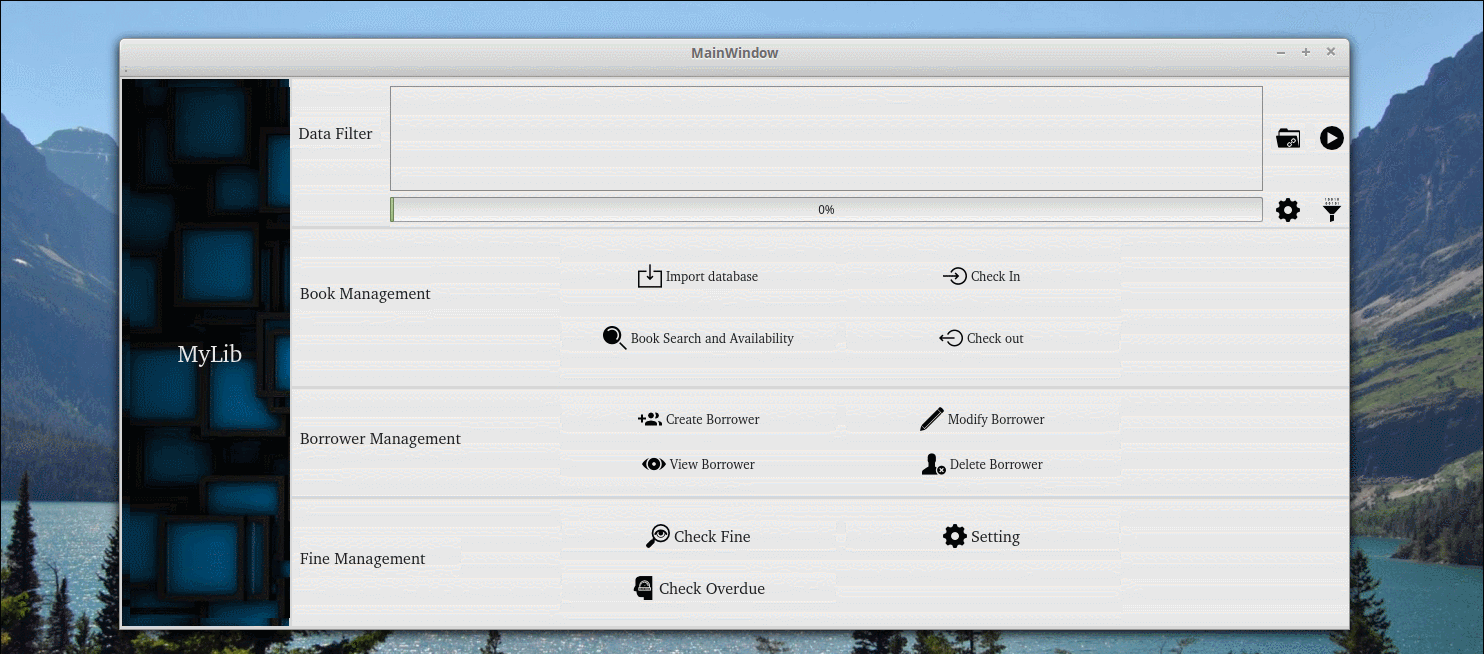 MainWindow
Data Filter
0%
Book Management
Import database
Check In
Book Search and Availability
Check out
MyLib
Borrower Management
Create Borrower
Modify Borrower
View Borrower
Delete Borrower
Fine Management
Check Fine
Setting
Check Overdue